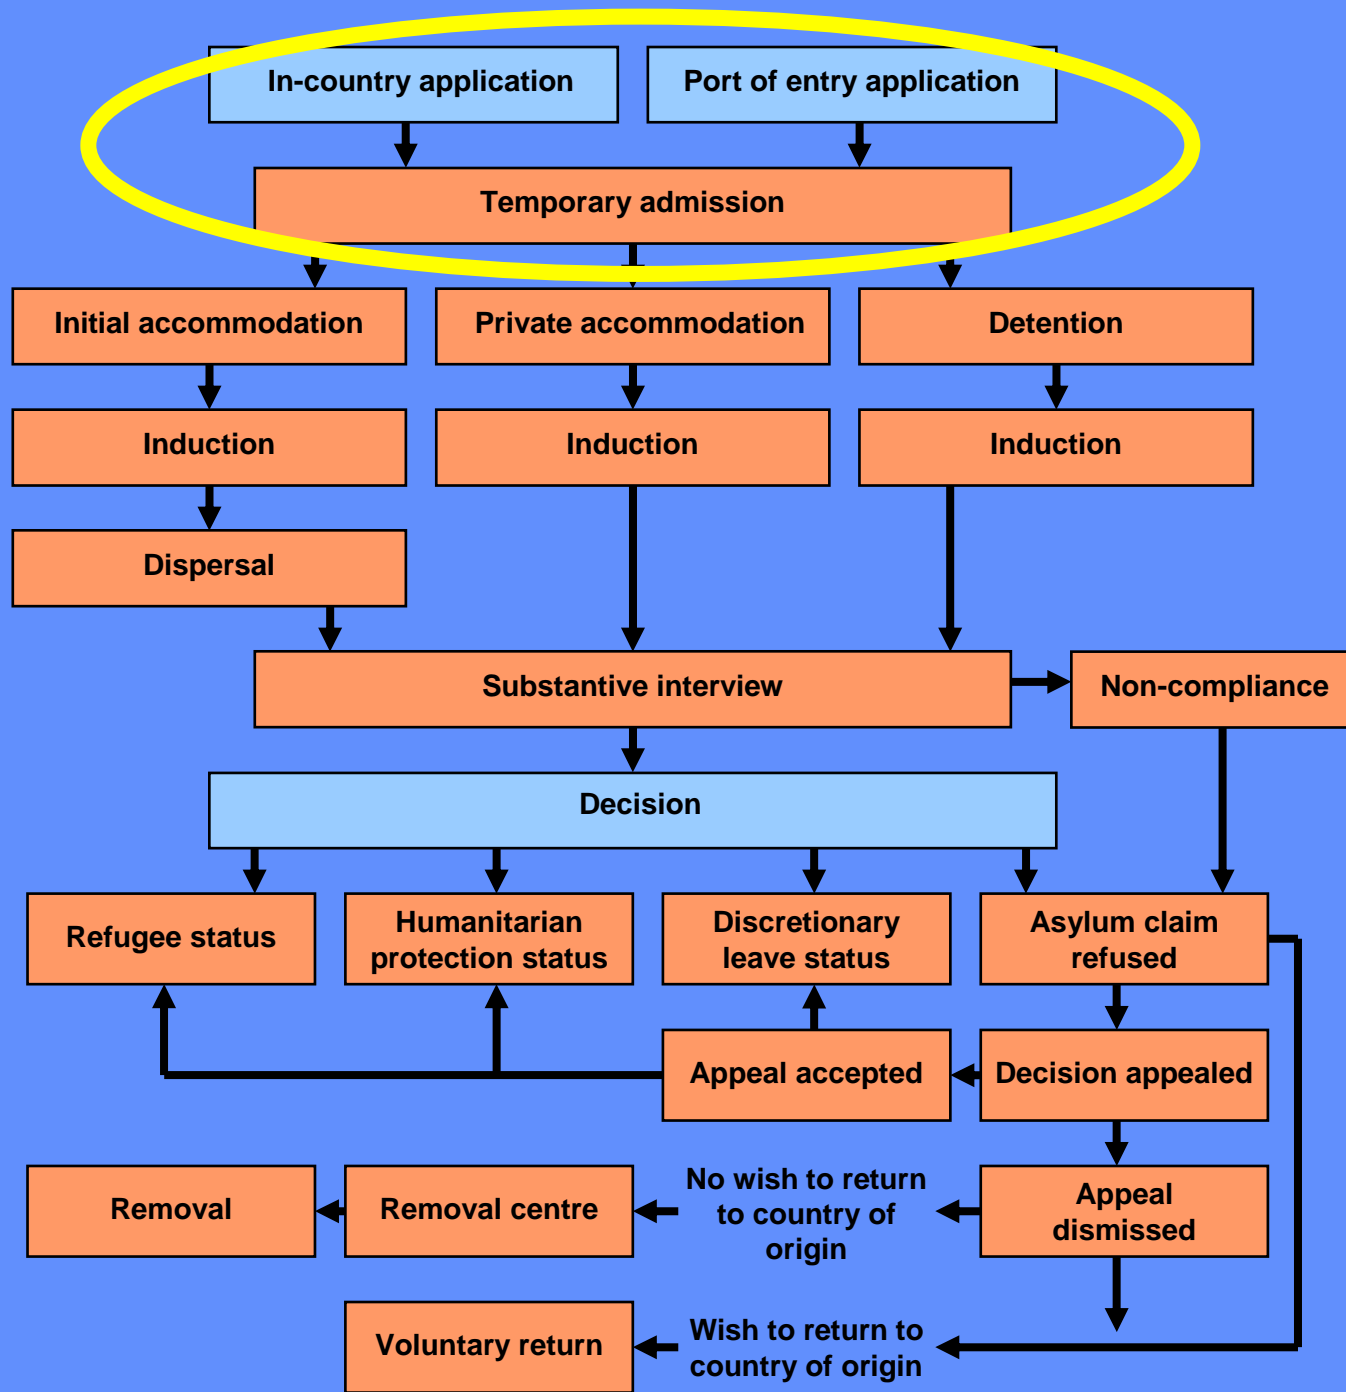 In-country application
Port of entry application
Temporary admission
Initial accommodation
Private accommodation
Detention
Induction
Induction
Induction
Dispersal
Substantive interview
Non-compliance
Decision
Refugee status
Humanitarian
protection status
Discretionary
leave status
Asylum claim
refused
Appeal accepted
Decision appealed
Removal
Removal centre
No wish to return
to country of
origin
Appeal
dismissed
Voluntary return
Wish to return to
country of origin